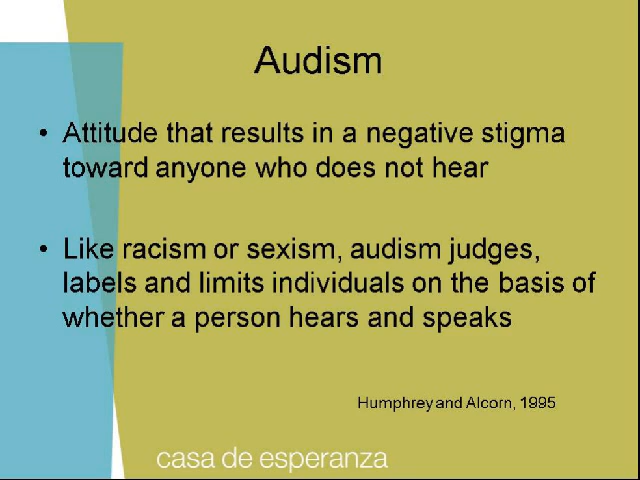 Audism
• Attitude that results in a negative stigma
toward anyone who does not hear
• Like racism or sexism, audism judges,
labels and limits individuals on the basis of
whether a person hears and speaks
Humphrey and Alcorn, 1995
casa de esperanza